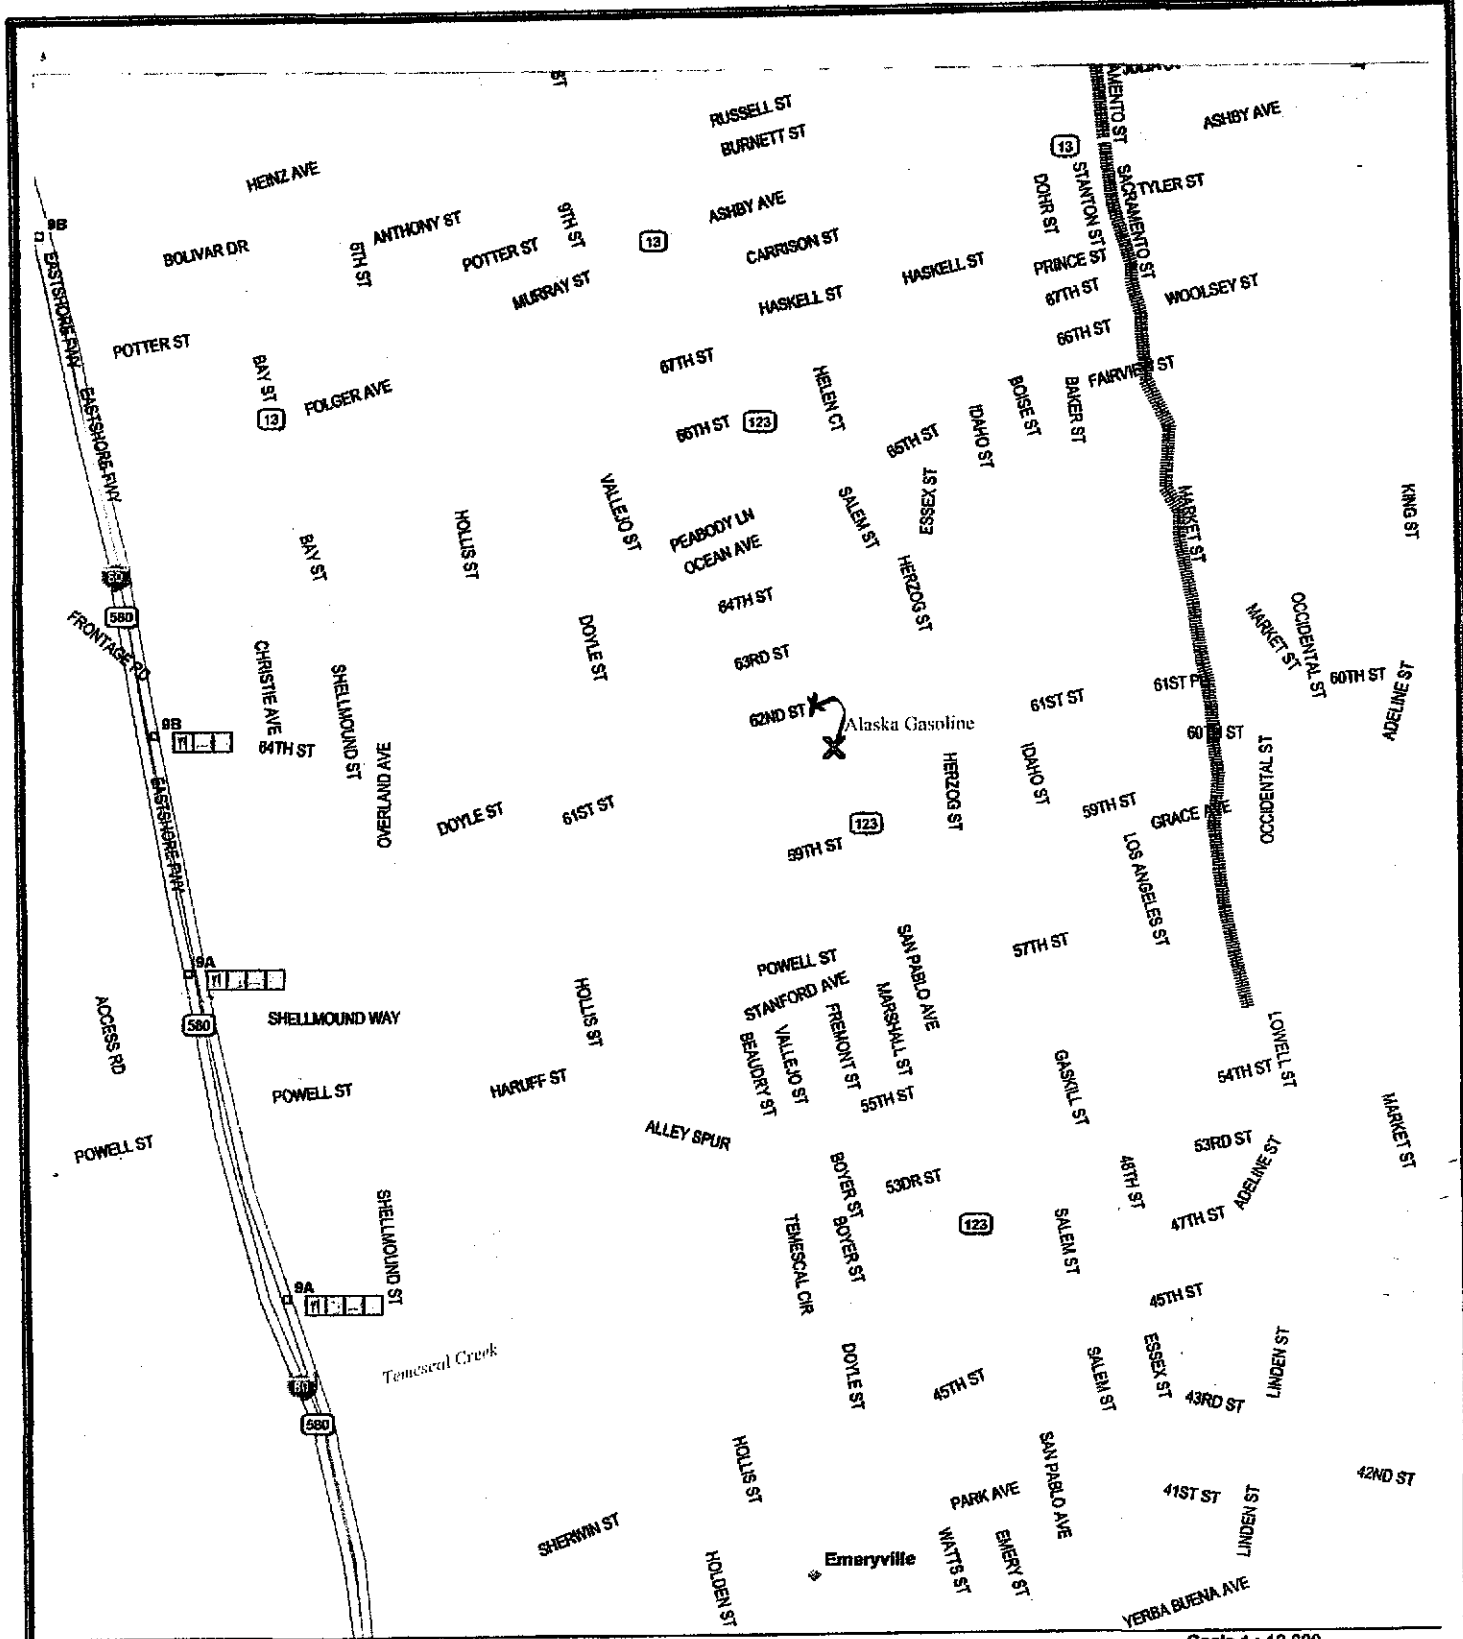 RUSSELL ST
BURNETT ST
ASHBY AVE
HEINZ AVE
13
TYLER ST
DOHR ST
STANTON ST
SACRAMENTO ST
ASHBY AVE
9TH ST
ANTHONY ST
9B
BOLIVAR DR
6TH ST
POTTER ST
13
CARRISON ST
EASTSHORE FWY
MURRAY ST
HASKELL ST
PRINCE ST
67TH ST
WOOLSEY ST
HASKELL ST
66TH ST
POTTER ST
BAY ST
67TH ST
HELEN CT
FAIRVIEW ST
FOLGER AVE
13
BOISE ST
BAKER ST
IDAHO ST
EASTSHORE FWY
66TH ST
123
65TH ST
VALLEJO ST
ESSEX ST
SALEM ST
MARKET ST
KING ST
HOLLIS ST
PEABODY LN
OCEAN AVE
BAY ST
HERZOG ST
80
580
64TH ST
FRONTAGE RD
DOYLE ST
MARKET ST
OCCIDENTAL ST
CHRISTIE AVE
63RD ST
SHELLMOUND ST
60TH ST
ADELINE ST
61ST ST
62ND ST
Alaska Gasoline
9B
64TH ST
60TH ST
OVERLAND AVE
HERZOG ST
IDAHO ST
OCCIDENTAL ST
EASTSHORE FWY
DOYLE ST
61ST ST
123
59TH ST
GRACE AVE
59TH ST
LOS ANGELES ST
9A
POWELL ST
SAN PABLO AVE
57TH ST
STANFORD AVE
ACCESS RD
580
SHELLMOUND WAY
HOLLIS ST
BEAUDRY ST
VALLEJO ST
FREMONT ST
MARSHALL ST
GASKILL ST
LOWELL ST
POWELL ST
HARUFF ST
55TH ST
54TH ST
POWELL ST
ALLEY SPUR
MARKET ST
53RD ST
ADELINE ST
BOYER ST
53DR ST
48TH ST
SHELLMOUND ST
TEMESCAL CIR
BOYER ST
123
SALEM ST
47TH ST
9A
45TH ST
Temescal Creek
DOYLE ST
45TH ST
SALEM ST
ESSEX ST
43RD ST
LINDEN ST
80
580
HOLLIS ST
SAN PABLO AVE
PARK AVE
41ST ST
42ND ST
LINDEN ST
SHERWIN ST
HOLDEN ST
Emeryville
WATTS ST
EMERY ST
YERBA BUENA AVE